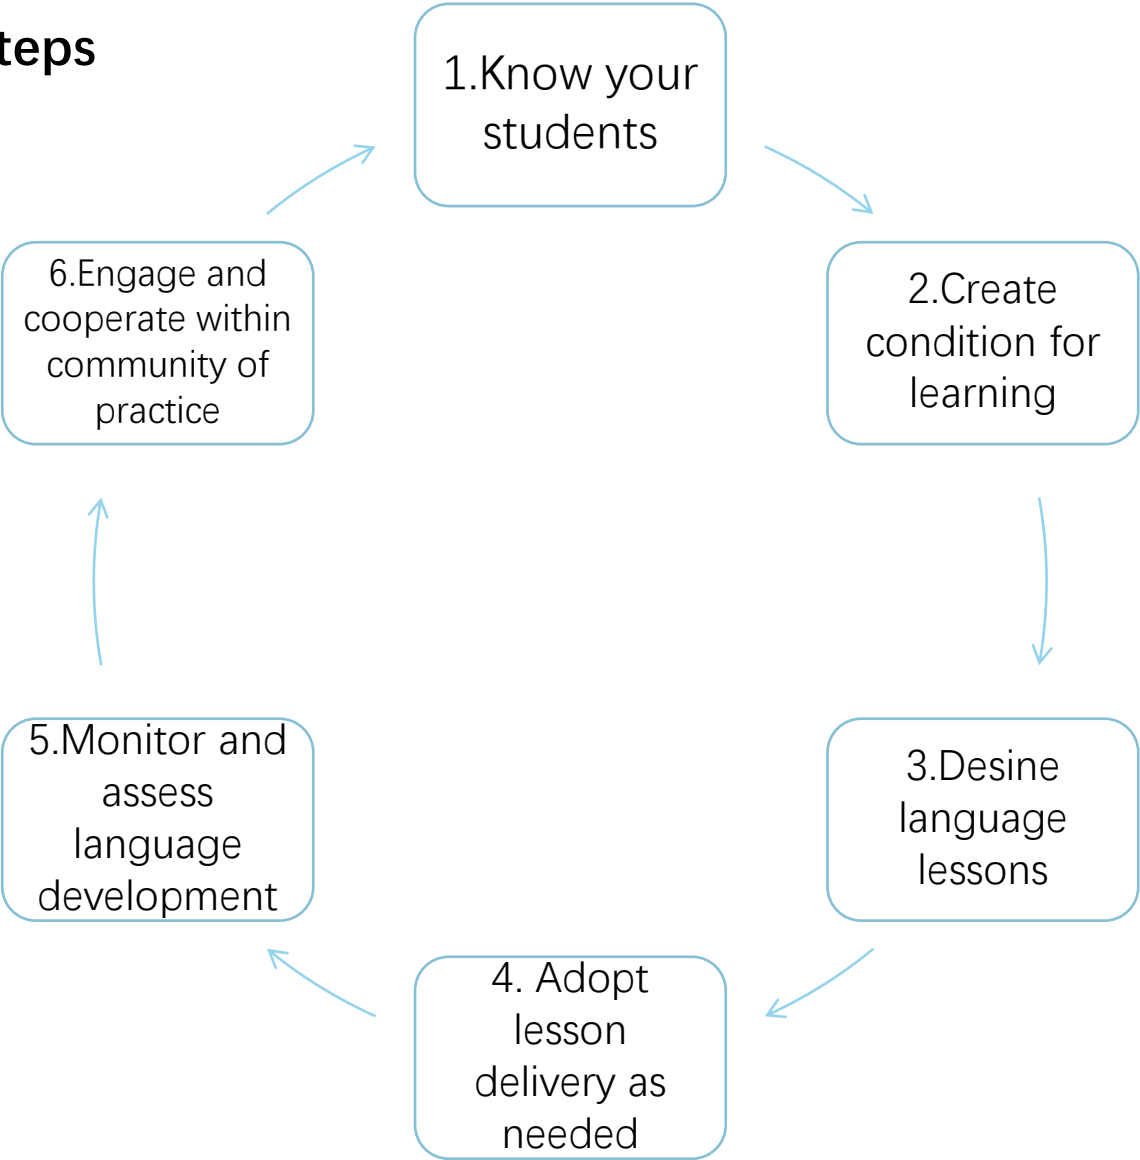 teps
1.Know your
students
2.Create
condition for
learning
3.Desine
language
lessons
4. Adopt
lesson
delivery as
needed
5.Monitor and
assess
language
development
6.Engage and
cooperate within
community of
practice